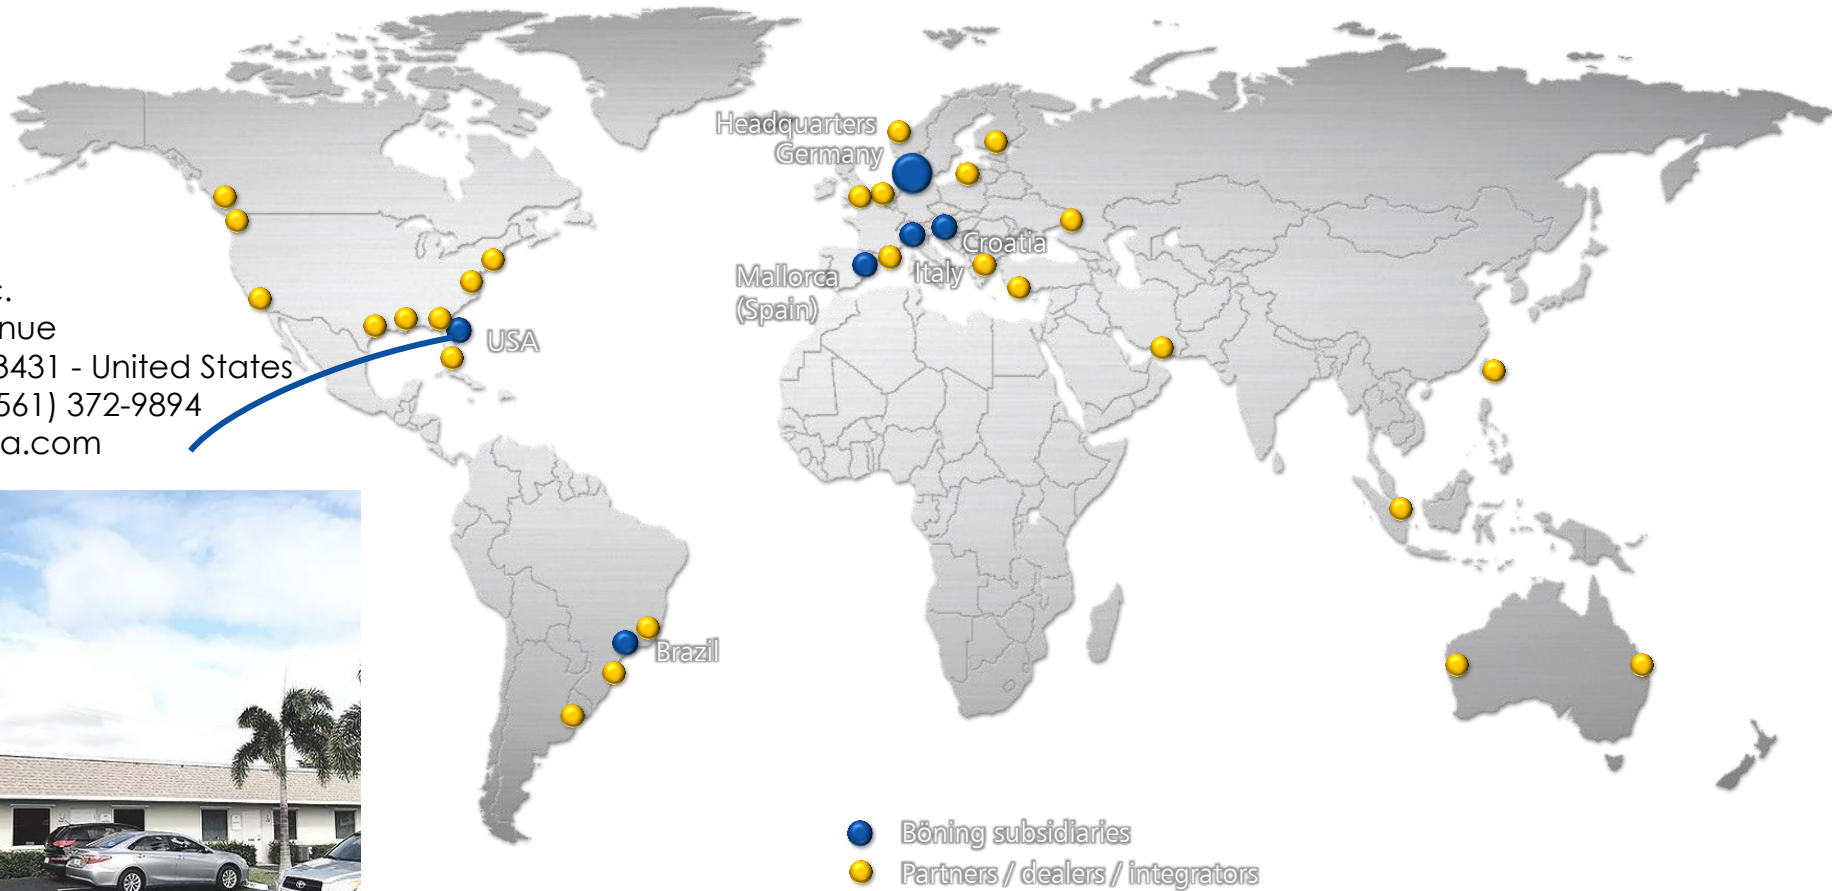 Headquarters
Germany
Croatia
Italy
Mallorca
(Spain)
USA
c.
nue
3431 - United States
561) 372-9894
a.com
Brazil
Böning subsidiaries
Partners / dealers / integrators